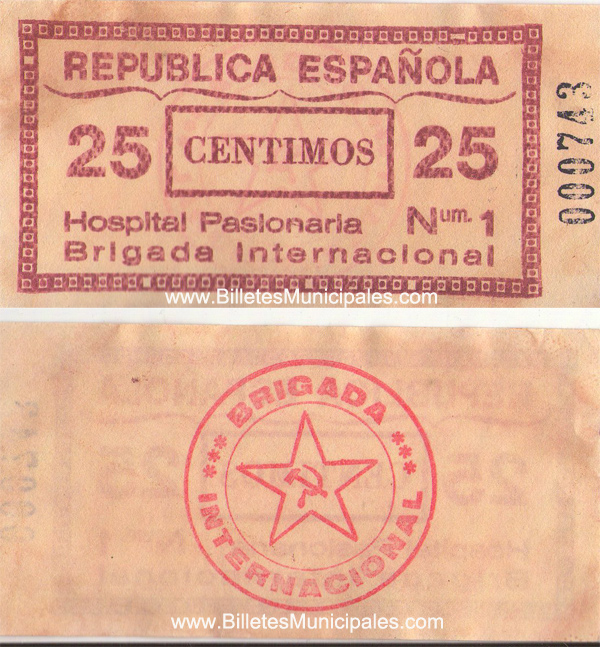 REPUBLICA ESPAÑOLA
25 CENTIMOS 25
Hospital Pasionaria Num. 1
Brigada Internacional
000743
www.BilletesMunicipales.com
BRIGADA
INTERNACIONAL
www.BilletesMunicipales.com